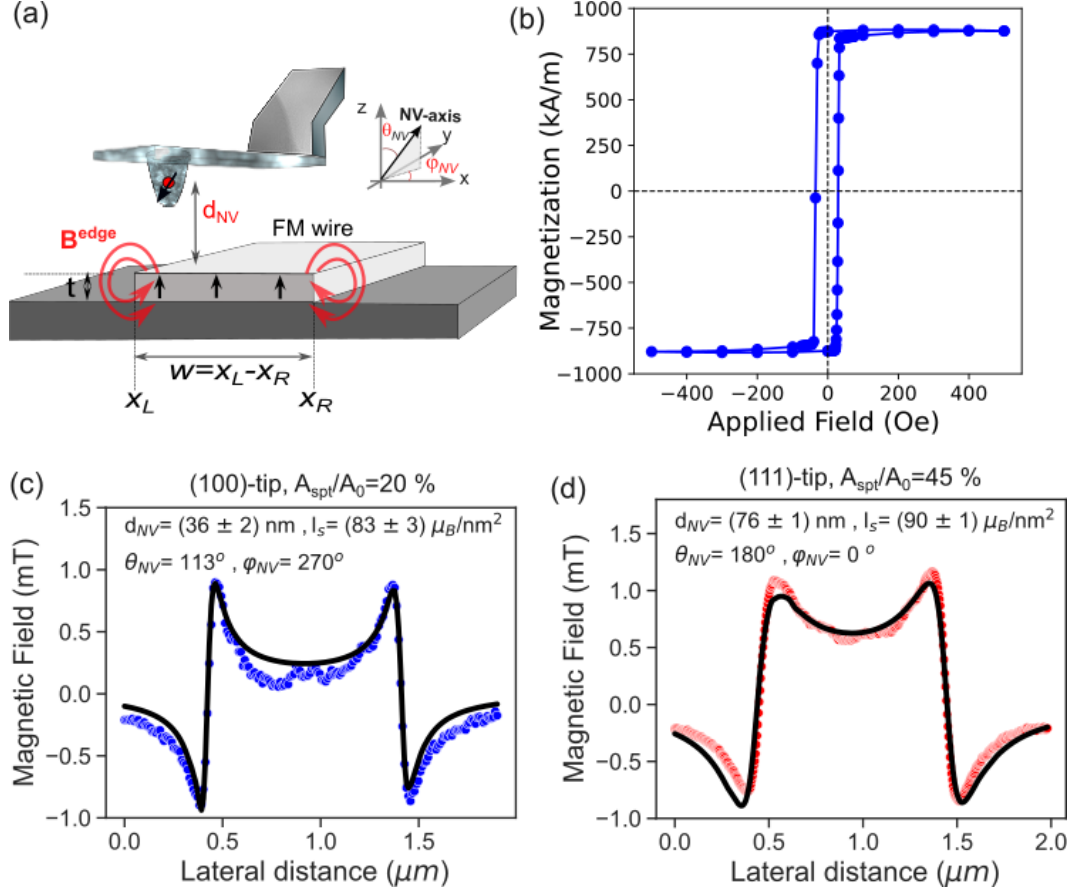 (a)
z
NV-axis
θNV
y
φNV
x
dNV
Bedge
FM wire
t
w=xL-xR
xL
xR
(b)
Magnetization (kA/m)
1000
750
500
250
0
−250
−500
−750
−1000
−400
−200
0
200
400
Applied Field (Oe)
(c)
(100)-tip, Aspt/A0=20 %
dNV= (36 ± 2) nm , Is= (83 ± 3) μB/nm2
θNV= 113o , φNV= 270o
Magnetic Field (mT)
1.0
0.5
0.0
−0.5
−1.0
0.0
0.5
1.0
1.5
Lateral distance (μm)
(d)
(111)-tip, Aspt/A0=45 %
dNV= (76 ± 1) nm , Is= (90 ± 1) μB/nm2
θNV= 180o , φNV= 0 o
Magnetic Field (mT)
1.0
0.5
0.0
−0.5
−1.0
0.0
0.5
1.0
1.5
2.0
Lateral distance (μm)